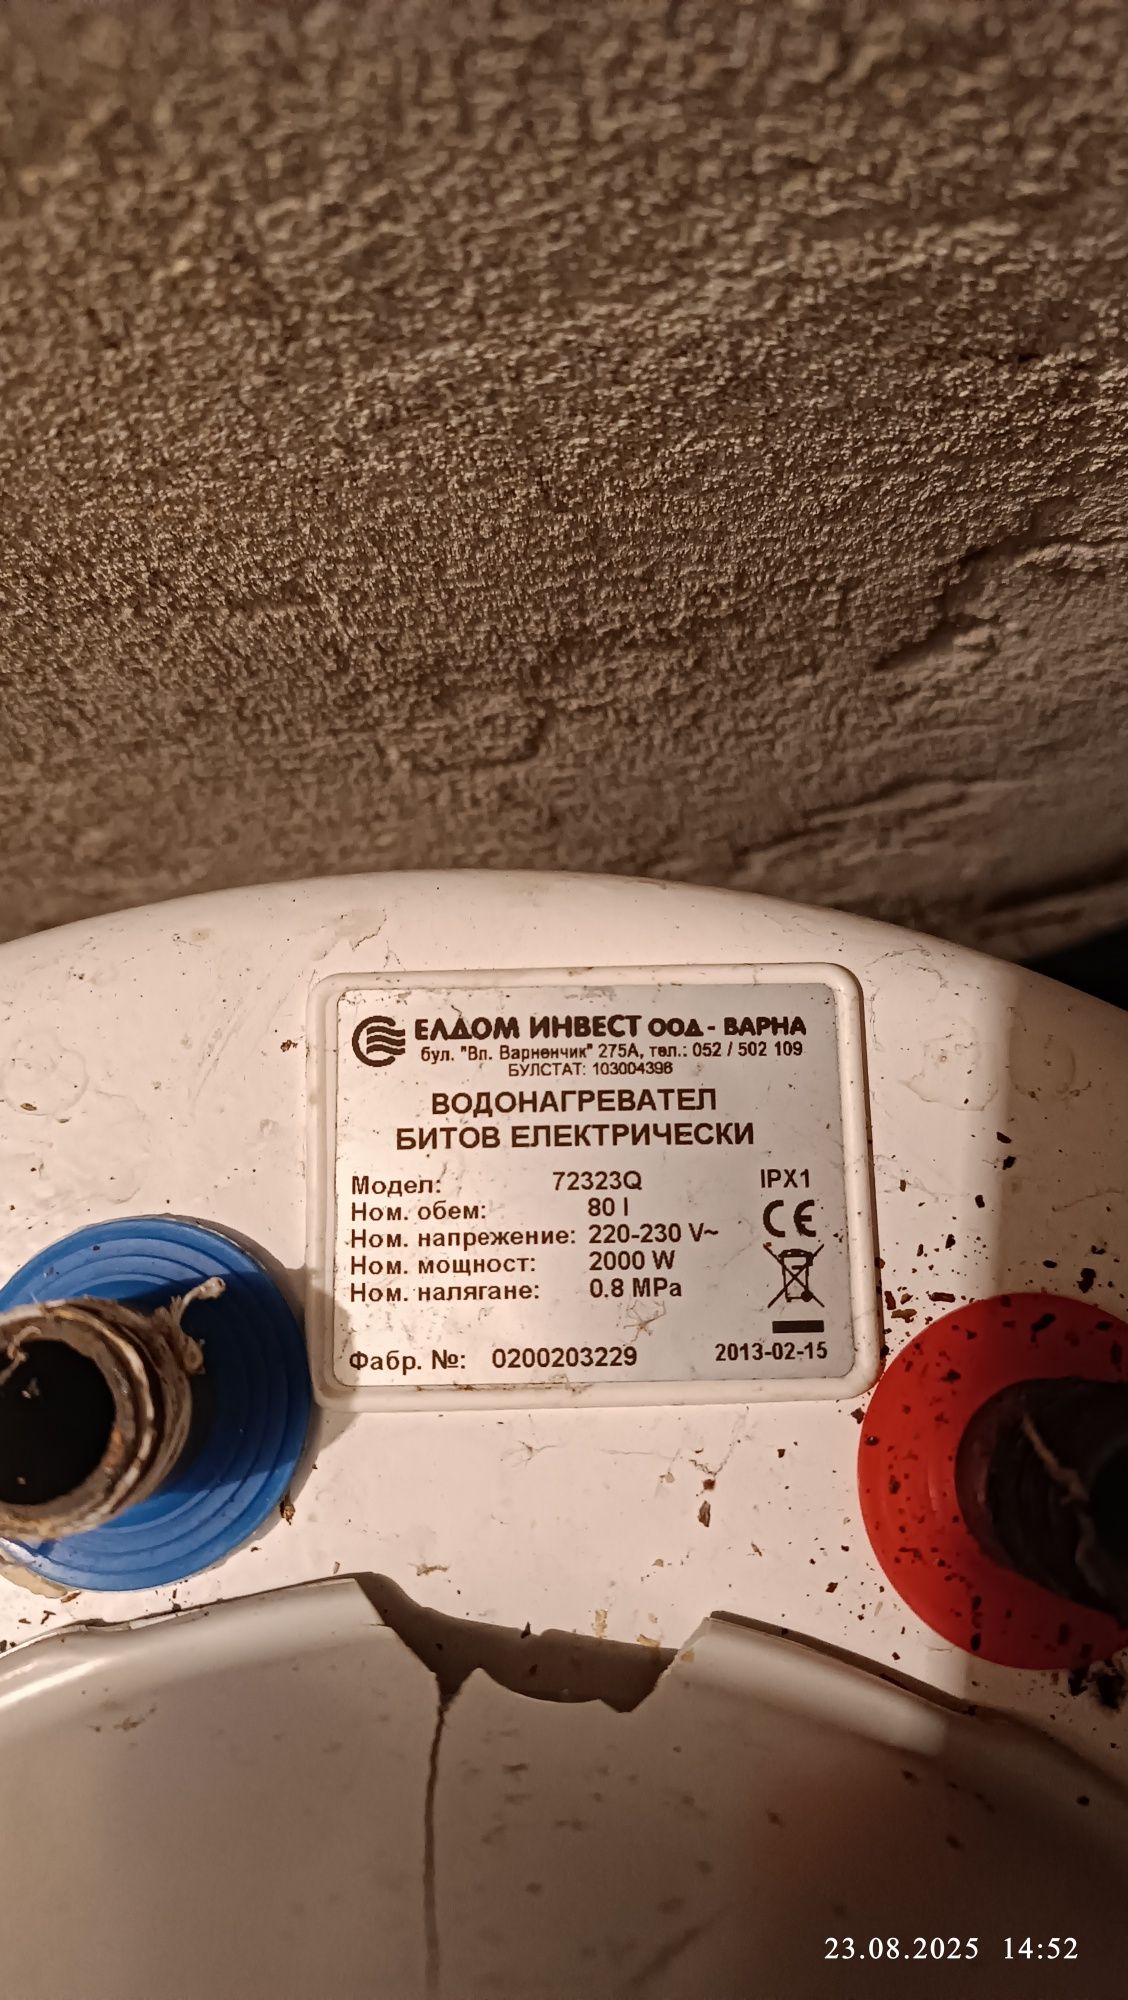 ЕЛДОМ ИНВЕСТ ООД - ВАРНА
бул. "Вл. Варненчик" 275А, тел.: 052 / 502 109
БУЛСТАТ: 103004396
ВОДОНАГРЕВАТЕЛ
БИТОВ ЕЛЕКТРИЧЕСКИ
Модел: 72323Q IPX1
Ном. обем: 80 l
Ном. напрежение: 220-230 V~ CE
Ном. мощност: 2000 W
Ном. налягане: 0.8 MPa
Фабр. №: 0200203229 2013-02-15
23.08.2025 14:52